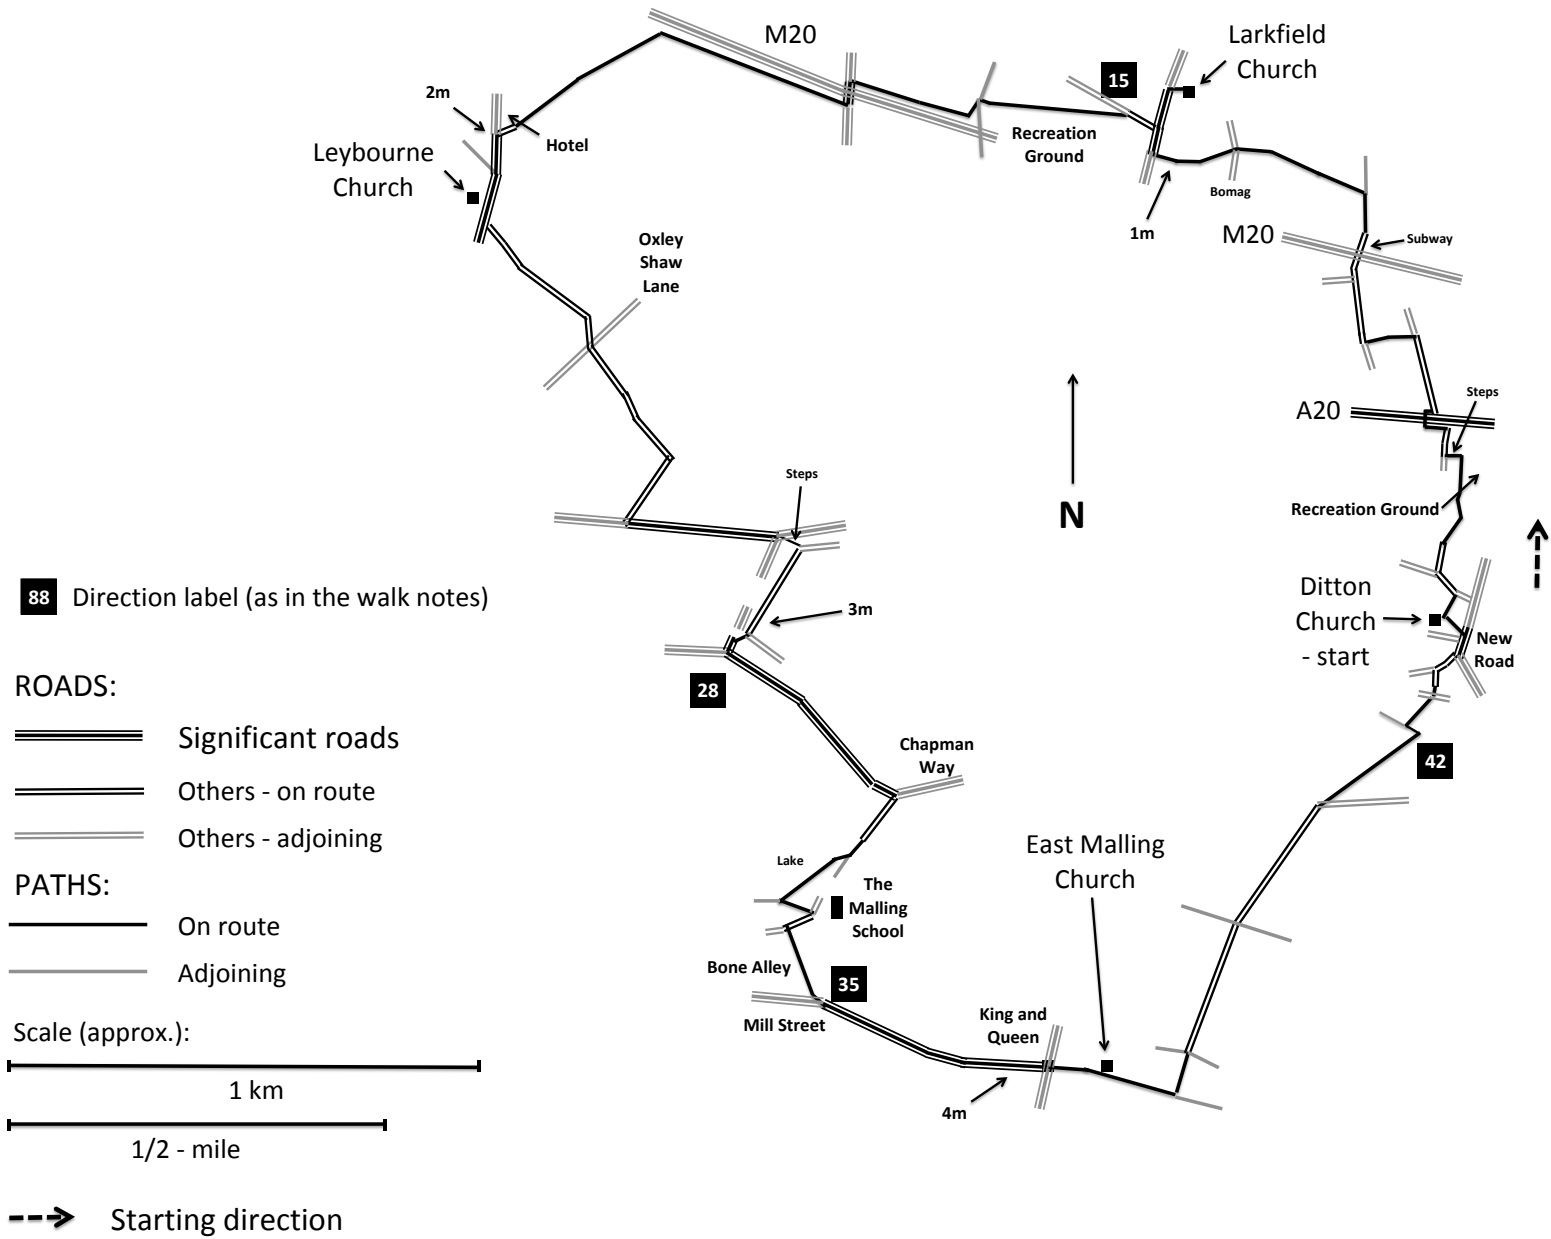 M20
Larkfield
Church
15
2m
Hotel
Leybourne
Church
Recreation
Ground
Bomag
1m
M20
Subway
Oxley
Shaw
Lane
A20
Steps
N
Recreation Ground
Steps
88 Direction label (as in the walk notes)
Ditton
Church
- start
New
Road
3m
28
42
ROADS:
Significant roads
Others - on route
Others - adjoining
PATHS:
On route
Adjoining
Scale (approx.):
1 km
1/2 - mile
Starting direction
Chapman
Way
Lake
The
Malling
School
East Malling
Church
Bone Alley
35
Mill Street
King and
Queen
4m